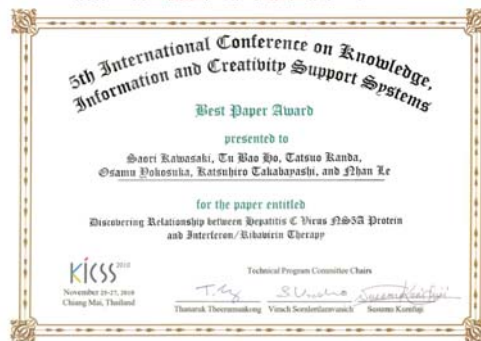 5th International Conference on Knowledge,
Information and Creativity Support Systems
Best Paper Award
presented to
Saori Kawasaki, Tu Bao Ho, Tatsuo Kanda,
Osamu Yokosuka, Katsuhiro Takabayashi, and Nhan Le
for the paper entitled
Discovering Relationship between Hepatitis C Virus NS5A Protein
and Interferon/Ribavirin Therapy
KICSS 2010
November 25-27, 2010
Chiang Mai, Thailand
Technical Program Committee Chairs
Thanaruk Theeramunkong Virach Sornlertlamvanich Susumu Kunifuji